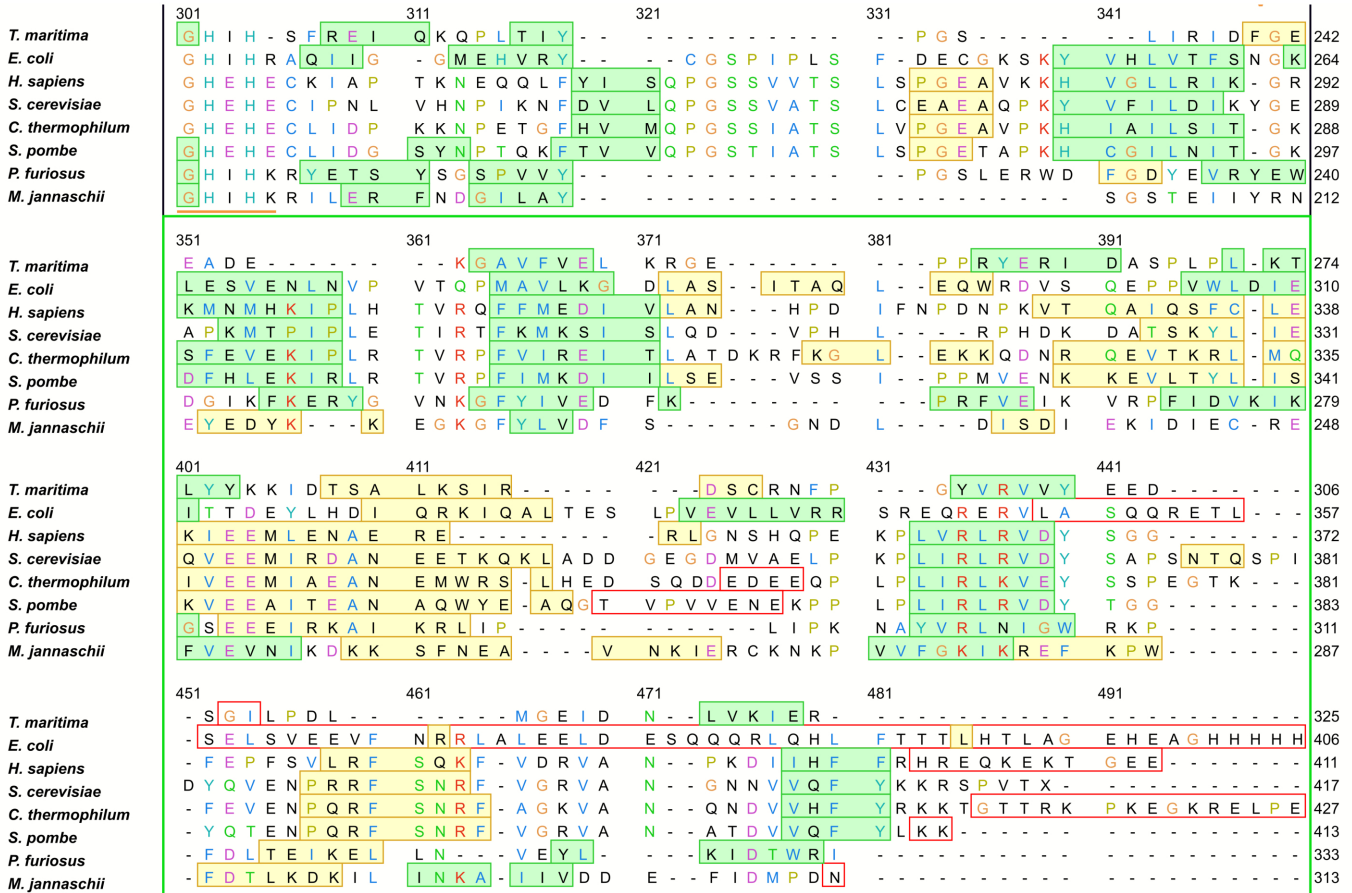 301 311 321 331 341
T. maritima G H I H - S F R E I Q K Q P L T I Y - - - - - - - - - - - - - - P G S - - - - - - - L I R I D F G E 242
E. coli G H I H R A Q I I G - G M E H V R Y - - - - C G S P I P L S F - D E C G K S K Y V H L V T F S N G K 264
H. sapiens G H E H E C K I A P T K N E Q Q L F Y I S Q P G S S V V T S L S P G E A V K K H V G L L R I K - G R 292
S. cerevisiae G H E H E C I P N L V H N P I K N F D V L Q P G S S V A T S L C E A E A Q P K Y V F I L D I K Y G E 289
C. thermophilum G H E H E C L I D P K K N P E T G F H V M Q P G S S I A T S L V P G E A V P K H I A I L S I T - G K 288
S. pombe G H E H E C L I D G S Y N P T Q K F T V V Q P G S T I A T S L S P G E T A P K H C G I L N I T - G K 297
P. furiosus G H I H K R Y E T S Y S G S P V V Y - - - - - - - - - - - - - - P G S L E R W D F G D Y E V R Y E W 240
M. jannaschii G H I H K R I L E R F N D G I L A Y - - - - - - - - - - - - - - - - - - - - - - S G S T E I I Y R N 212
351 361 371 381 391
T. maritima E A D E - - - - - - - - K G A V F V E L K R G E - - - - - - - - - - P P R Y E R I D A S P L P L - K T 274
E. coli L E S V E N L N V P V T Q P M A V L K G D L A S - - I T A Q L - - E Q W R D V S Q E P P V W L D I E 310
H. sapiens K M N M H K I P L H T V R Q F F M E D I V L A N - - - H P D I F N P D N P K V T Q A I Q S F C - L E 338
S. cerevisiae A P K M T P I P L E T I R T F K M K S I S L Q D - - - V P H L - - - - R P H D K D A T S K Y L - I E 331
C. thermophilum S F E V E K I P L R T V R P F V I R E I T L A T D K R F K G L - - E K K Q D N R Q E V T K R L - M Q 335
S. pombe D F H L E K I R L R T V R P F I M K D I I L S E - - - V S S I - - P P M V E N K K E V L T Y L - I S 341
P. furiosus D G I K F K E R Y G V N K G F Y I V E D F K - - - - - - - - - - - P R F V E I K V R P F I D V K I K 279
M. jannaschii E Y E D Y K - - - K E G K G F Y L V D F S - - - - - - G N D L - - - - D I S D I E K I D I E C - R E 248
401 411 421 431 441
T. maritima L Y Y K K I D T S A L K S I R - - - - - - - - D S C R N F P - - - G Y V R V V Y E E D - - - - - - - 306
E. coli I T T D E Y L H D I Q R K I Q A L T E S L P V E V L L V R R S R E Q R E R V L A S Q Q R E T L - - - 357
H. sapiens K I E E M L E N A E R E - - - - - - - - - R L G N S H Q P E K P L V R L R V D Y S G G - - - - - - - 372
S. cerevisiae Q V E E M I R D A N E E T K Q K L A D D G E G D M V A E L P K P L I R L R V D Y S A P S N T Q S P I 381
C. thermophilum I V E E M I A E A N E M W R S - L H E D S Q D D E D E E Q P L P L I R L K V E Y S S P E G T K - - - 381
S. pombe K V E E A I T E A N A Q W Y E - A Q G T V P V V E N E K P P L P L I R L R V D Y T G G - - - - - - - 383
P. furiosus G S E E E I R K A I K R L I P - - - - - - - - - - - L I P K N A Y V R L N I G W R K P - - - - - - - 311
M. jannaschii F V E V N I K D K K S F N E A - - - - V N K I E R C K N K P V V F G K I K R E F K P W - - - - - - - 287
451 461 471 481 491
T. maritima - S G I L P D L - - - - - - - M G E I D N - - L V K I E R - - - - - - - - - - - - - - - - - - - - - 325
E. coli - S E L S V E E V F N R R L A L E E L D E S Q Q Q R L Q H L F T T T L H T L A G E H E A G H H H H H 406
H. sapiens - F E P F S V L R F S Q K F - V D R V A N - - P K D I I H F F R H R E Q K E K T G E E - - - - - - - 411
S. cerevisiae D Y Q V E N P R R F S N R F - V G R V A N - - G N N V V Q F Y K K R S P V T X - - - - - - - - - - - 417
C. thermophilum - F E V E N P Q R F S N R F - A G K V A N - - Q N D V V H F Y R K K T G T T R K P K E G K R E L P E 427
S. pombe - Y Q T E N P Q R F S N R F - V G R V A N - - A T D V V Q F Y L K K - - - - - - - - - - - - - - - - 413
P. furiosus - F D L T E I K E L L N - - - V E Y L - - - - - K I D T W R I - - - - - - - - - - - - - - - - - - - 333
M. jannaschii - F D T L K D K I L I N K A - I I V D D E - - F I D M P D N - - - - - - - - - - - - - - - - - - - - 313